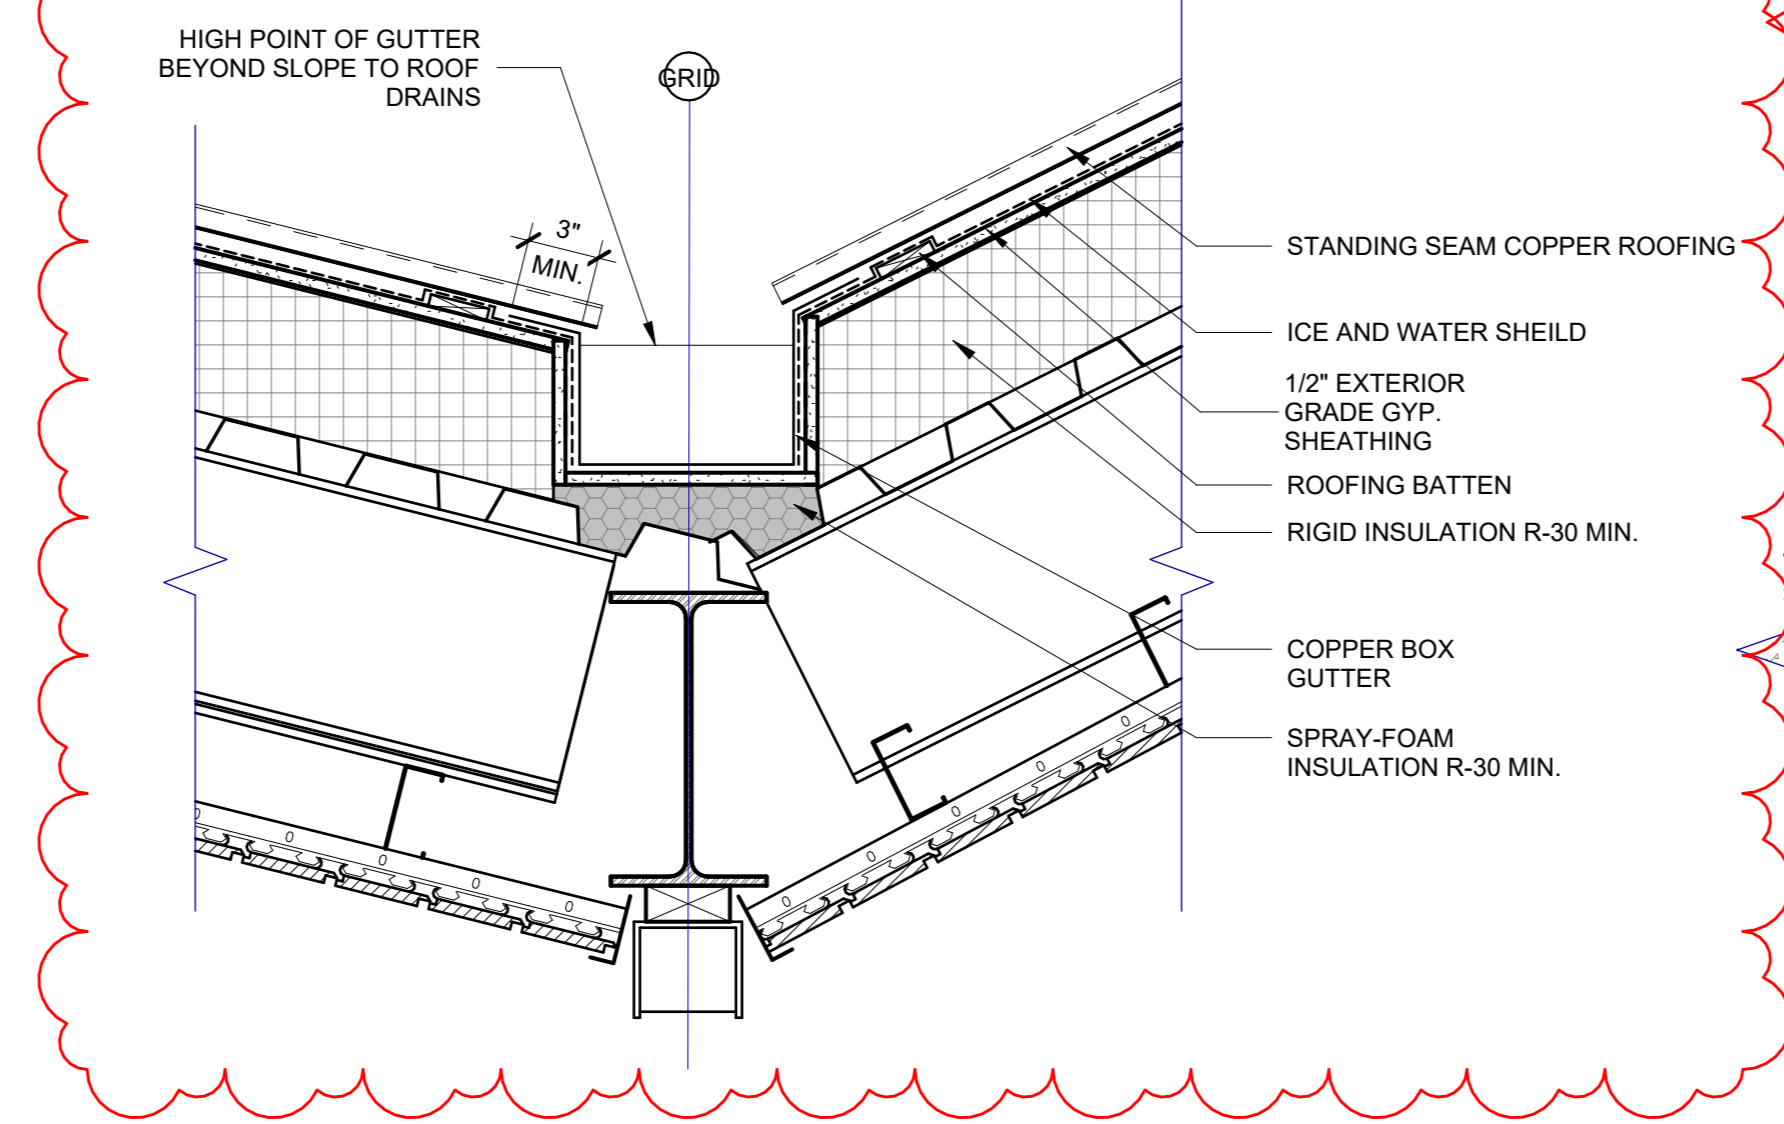 HIGH POINT OF GUTTER
BEYOND SLOPE TO ROOF
DRAINS
GRID
3"
MIN.
STANDING SEAM COPPER ROOFING
ICE AND WATER SHEILD
1/2" EXTERIOR
GRADE GYP.
SHEATHING
ROOFING BATTEN
RIGID INSULATION R-30 MIN.
COPPER BOX
GUTTER
SPRAY-FOAM
INSULATION R-30 MIN.